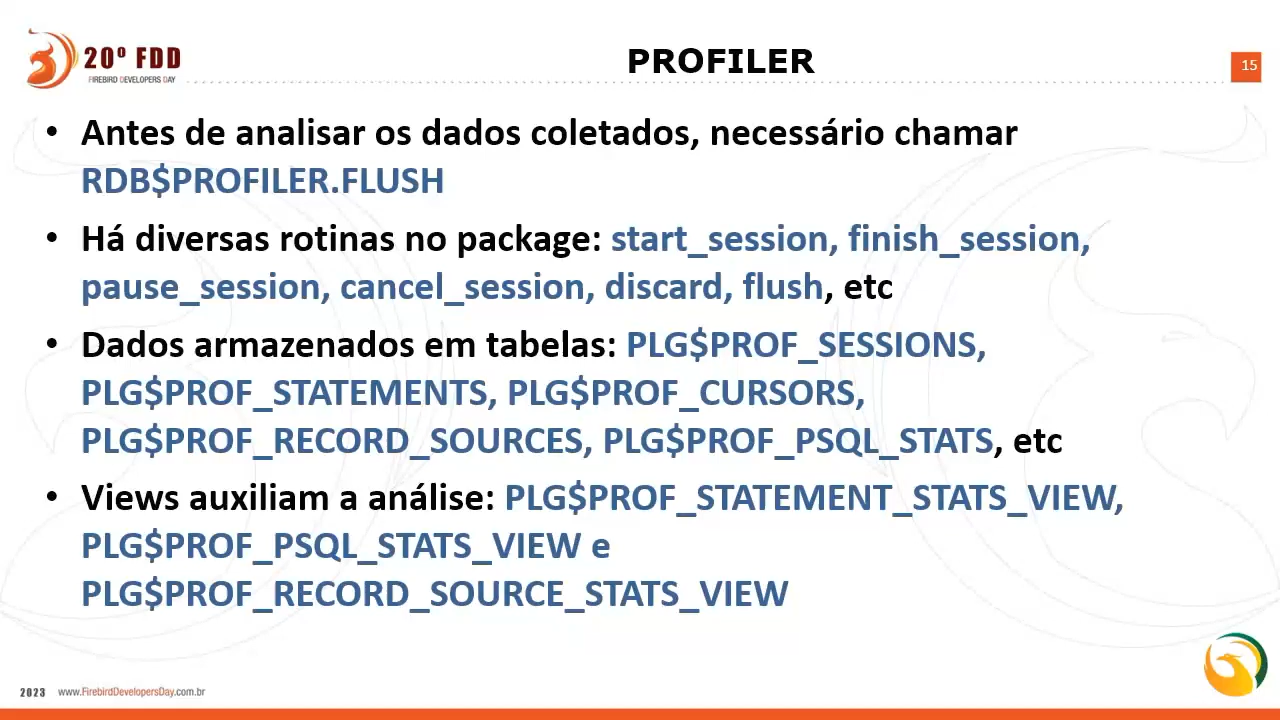 20º FDD
FIREBIRD DEVELOPERS DAY
PROFILER
15
• Antes de analisar os dados coletados, necessário chamar
RDB$PROFILER.FLUSH
• Há diversas rotinas no package: start_session, finish_session,
pause_session, cancel_session, discard, flush, etc
• Dados armazenados em tabelas: PLG$PROF_SESSIONS,
PLG$PROF_STATEMENTS, PLG$PROF_CURSORS,
PLG$PROF_RECORD_SOURCES, PLG$PROF_PSQL_STATS, etc
• Views auxiliam a análise: PLG$PROF_STATEMENT_STATS_VIEW,
PLG$PROF_PSQL_STATS_VIEW e
PLG$PROF_RECORD_SOURCE_STATS_VIEW
2023 www.FirebirdDevelopersDay.com.br